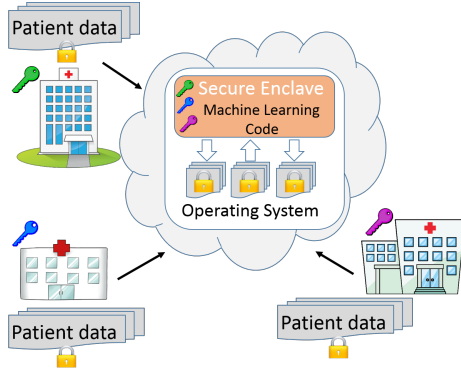 Patient data
Secure Enclave
Machine Learning
Code
Operating System
Patient data
Patient data